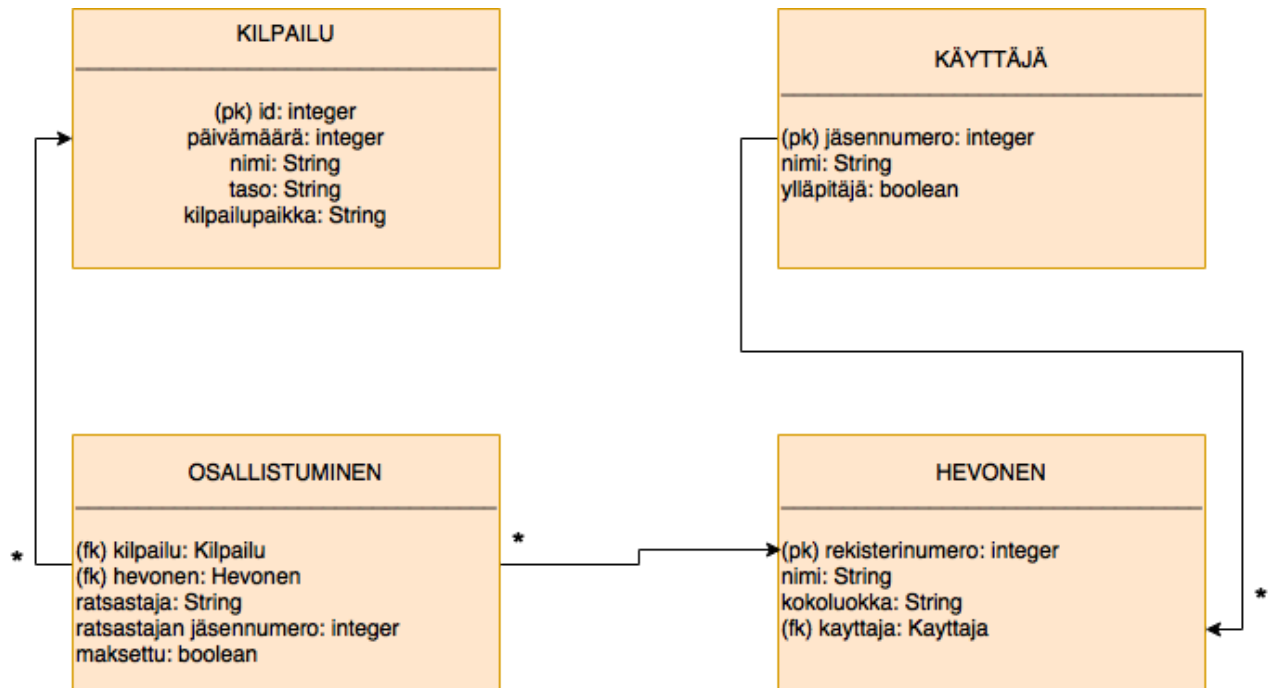 KILPAILU
(pk) id: integer
päivämäärä: integer
nimi: String
taso: String
kilpailupaikka: String
KÄYTTÄJÄ
(pk) jäsennumero: integer
nimi: String
ylläpitäjä: boolean
OSALLISTUMINEN
(fk) kilpailu: Kilpailu
(fk) hevonen: Hevonen
ratsastaja: String
ratsastajan jäsennumero: integer
maksettu: boolean
*
*
HEVONEN
(pk) rekisterinumero: integer
nimi: String
kokoluokka: String
(fk) kayttaja: Kayttaja
*